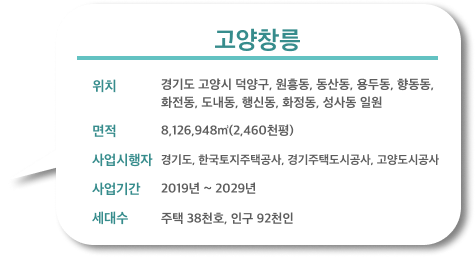 고양창릉
위치 경기도 고양시 덕양구, 원흥동, 동산동, 용두동, 향동동,
화전동, 도내동, 행신동, 화정동, 성사동 일원
면적 8,126,948㎡(2,460천평)
사업시행자 경기도, 한국토지주택공사, 경기주택도시공사, 고양도시공사
사업기간 2019년 ~ 2029년
세대수 주택 38천호, 인구 92천인